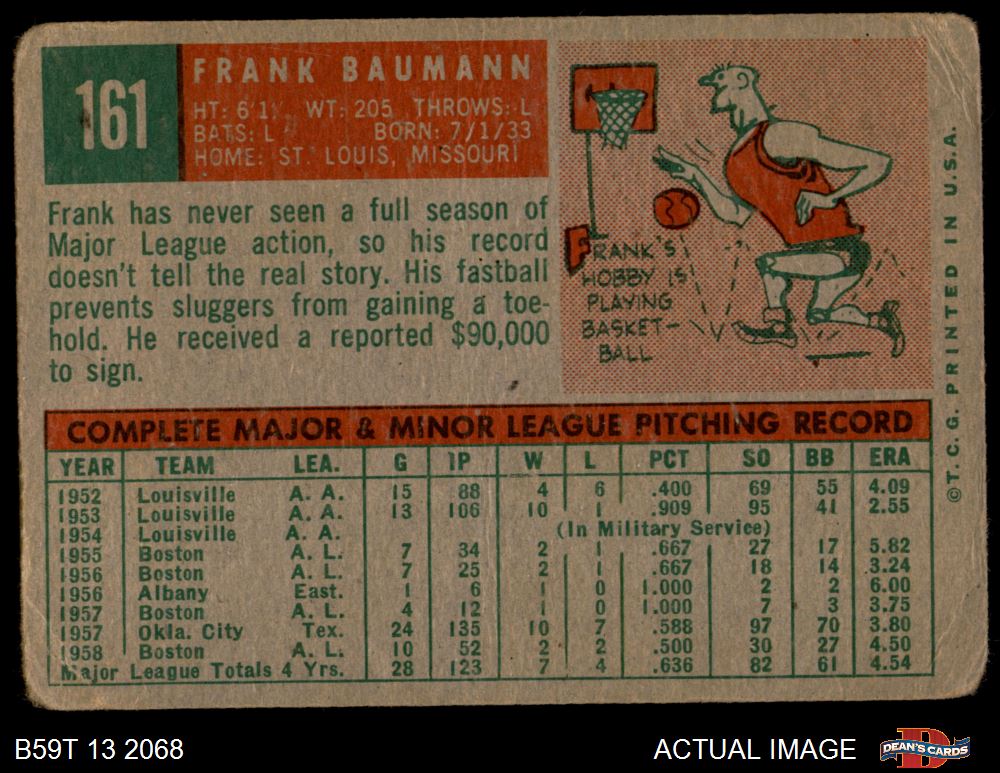 161
FRANK BAUMANN
HT: 6'1½ WT: 205 THROWS: L
BATS: L BORN: 7/1/33
HOME: ST. LOUIS, MISSOURI
Frank has never seen a full season of
Major League action, so his record
doesn't tell the real story. His fastball
prevents sluggers from gaining a toe-
hold. He received a reported $90,000
to sign.
FRANK'S
HOBBY IS
PLAYING
BASKET-
BALL
©T.C.G. PRINTED IN U.S.A.
COMPLETE MAJOR & MINOR LEAGUE PITCHING RECORD
YEAR TEAM LEA. G IP W L PCT SO BB ERA
1952 Louisville A. A. 15 88 4 6 .400 69 55 4.09
1953 Louisville A. A. 13 106 10 1 .909 95 41 2.55
1954 Louisville A. A. (In Military Service)
1955 Boston A. L. 7 34 2 1 .667 27 17 5.82
1956 Boston A. L. 7 25 2 1 .667 18 14 3.24
1956 Albany East. 1 6 1 0 1.000 2 2 6.00
1957 Boston A. L. 4 12 1 0 1.000 7 3 3.75
1957 Okla. City Tex. 24 135 10 7 .588 97 70 3.80
1958 Boston A. L. 10 52 2 2 .500 30 27 4.50
Major League Totals 4 Yrs. 28 123 7 4 .636 82 61 4.54
B59T 13 2068
ACTUAL IMAGE
DEAN'S CARDS